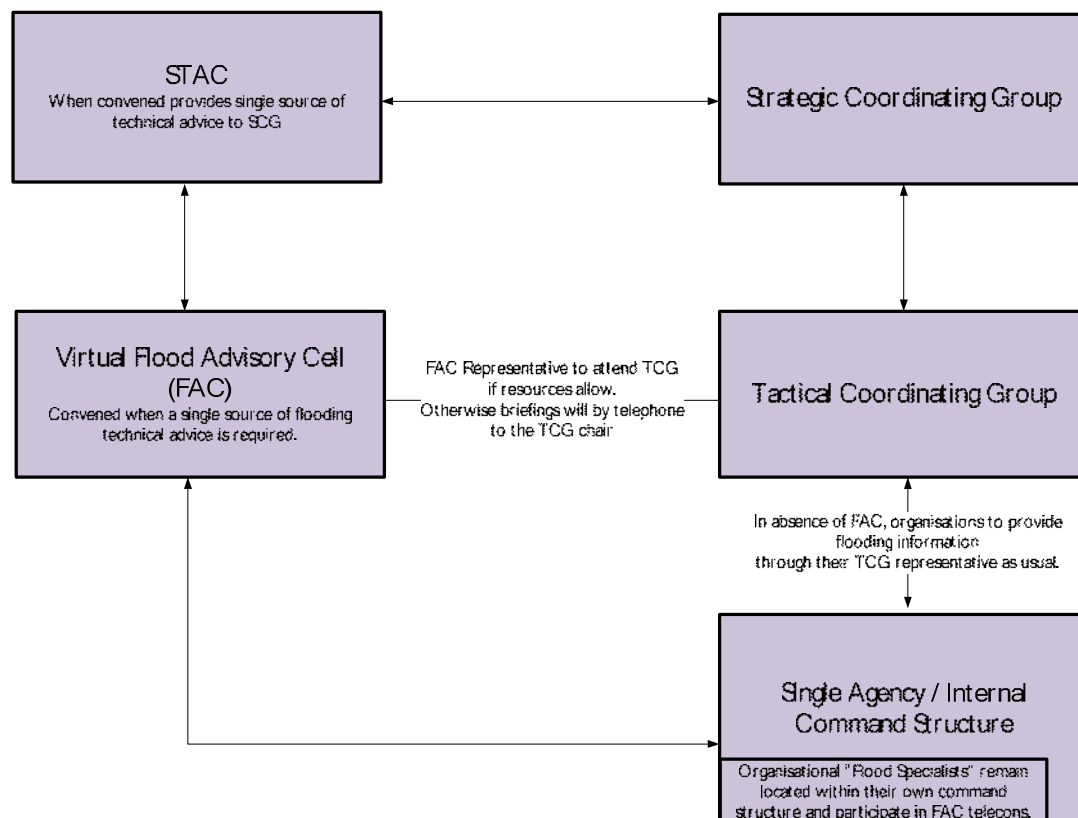 STAC
When convened provides single source of
technical advice to SCG
Strategic Coordinating Group
Virtual Flood Advisory Cell
(FAC)
Convened when a single source of flooding
technical advice is required.
FAC Representative to attend TCG
if resources allow.
Otherwise briefings will by telephone
to the TCG chair
Tactical Coordinating Group
In absence of FAC, organisations to provide
flooding information
through their TCG representative as usual.
Single Agency / Internal
Command Structure
Organisational "Flood Specialists" remain
located within their own command
structure and participate in FAC telecons.